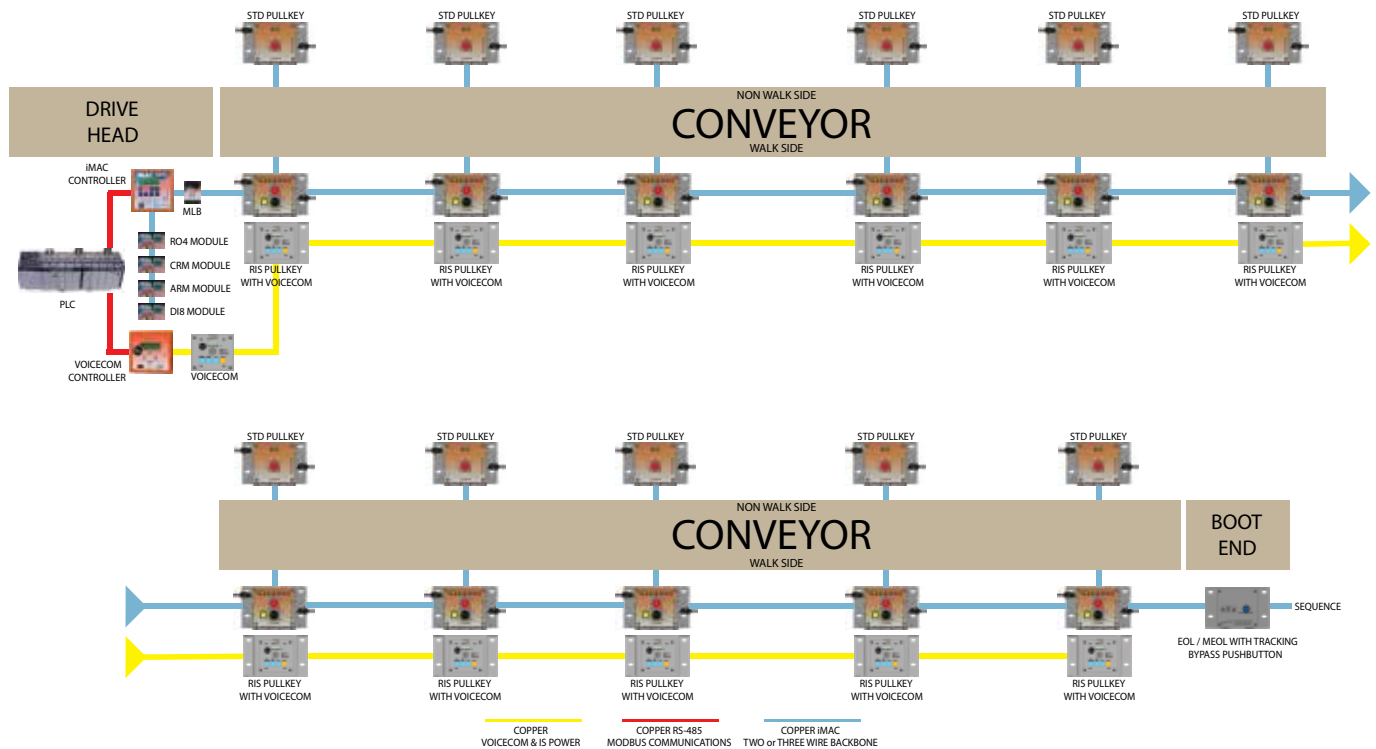 STD PULLKEY
STD PULLKEY
STD PULLKEY
STD PULLKEY
STD PULLKEY
STD PULLKEY
DRIVE
HEAD
NON WALK SIDE
CONVEYOR
WALK SIDE
iMAC
CONTROLLER
MLB
RO4 MODULE
CRM MODULE
ARM MODULE
DI8 MODULE
PLC
VOICECOM
CONTROLLER
VOICECOM
RIS PULLKEY
WITH VOICECOM
RIS PULLKEY
WITH VOICECOM
RIS PULLKEY
WITH VOICECOM
RIS PULLKEY
WITH VOICECOM
RIS PULLKEY
WITH VOICECOM
RIS PULLKEY
WITH VOICECOM
STD PULLKEY
STD PULLKEY
STD PULLKEY
STD PULLKEY
STD PULLKEY
NON WALK SIDE
CONVEYOR
WALK SIDE
BOOT
END
SEQUENCE
EOL / MEOL WITH TRACKING
BYPASS PUSHBUTTON
RIS PULLKEY
WITH VOICECOM
RIS PULLKEY
WITH VOICECOM
RIS PULLKEY
WITH VOICECOM
RIS PULLKEY
WITH VOICECOM
RIS PULLKEY
WITH VOICECOM
COPPER
VOICECOM & IS POWER
COPPER RS-485
MODBUS COMMUNICATIONS
COPPER iMAC
TWO or THREE WIRE BACKBONE